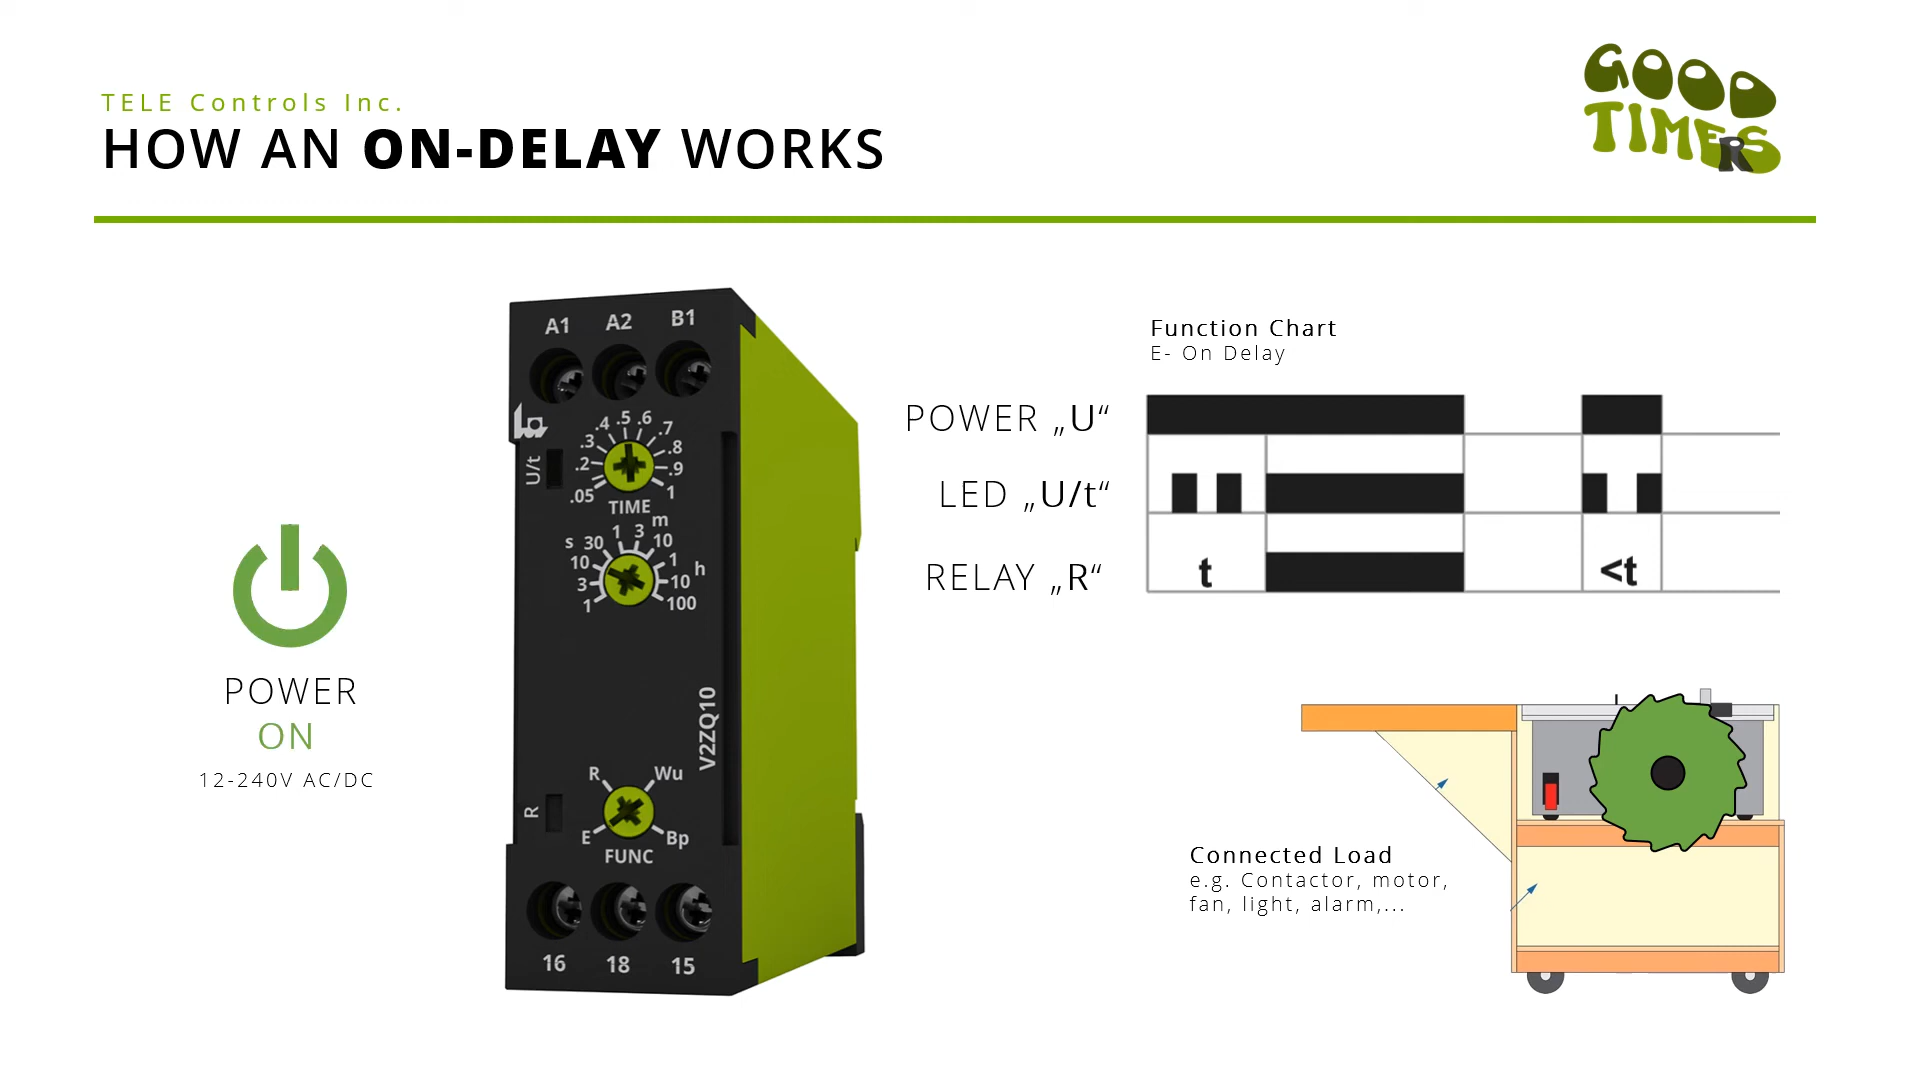 TELE Controls Inc.
HOW AN ON-DELAY WORKS
GOOD
TIMERS
POWER
ON
12-240V AC/DC
A1 A2 B1
U/t
.05 .2 .3 .4 .5 .6 .7 .8 .9 1
TIME
s 1 3 10 30 m 1 3 10 h 1 10 100
V2ZQ10
R
E R Wu Bp
FUNC
16 18 15
Function Chart
E- On Delay
POWER „U“
LED „U/t“
RELAY „R“
t
<t
Connected Load
e.g. Contactor, motor,
fan, light, alarm,...